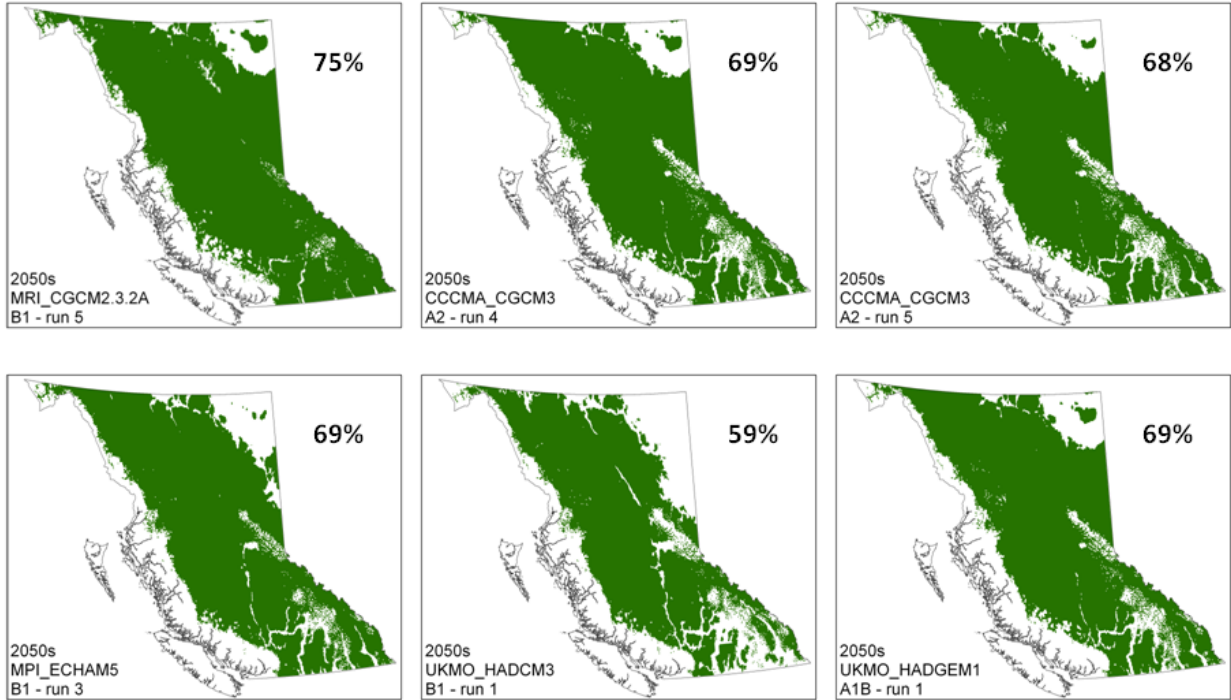 75%
2050s
MRI_CGCM2.3.2A
B1 - run 5
69%
2050s
CCCMA_CGCM3
A2 - run 4
68%
2050s
CCCMA_CGCM3
A2 - run 5
69%
2050s
MPI_ECHAM5
B1 - run 3
59%
2050s
UKMO_HADCM3
B1 - run 1
69%
2050s
UKMO_HADGEM1
A1B - run 1